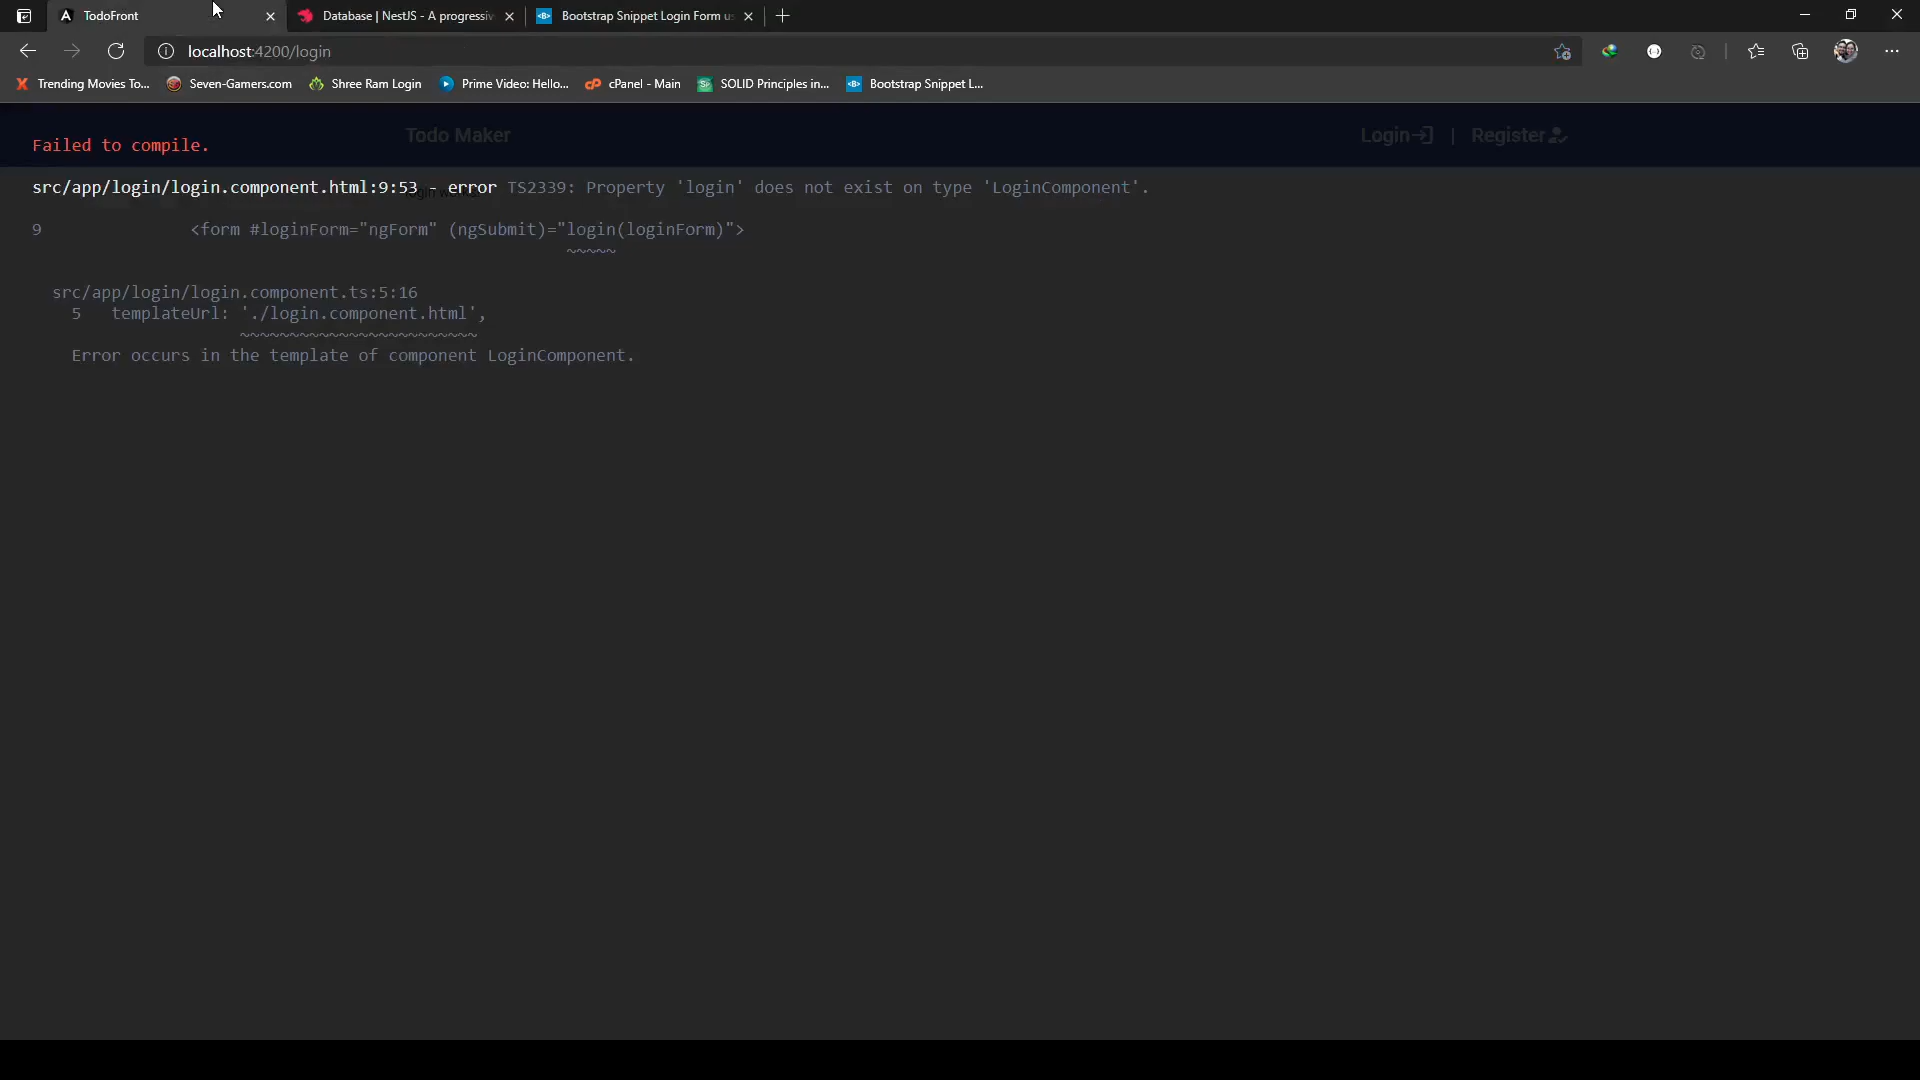 TodoFront
Database | NestJS - A progressiv
Bootstrap Snippet Login Form us
localhost:4200/login
Trending Movies To...
Seven-Gamers.com
Shree Ram Login
Prime Video: Hello...
cPanel - Main
SOLID Principles in...
Bootstrap Snippet L...
Todo Maker
Login
|
Register
Failed to compile.
src/app/login/login.component.html:9:53 - error TS2339: Property 'login' does not exist on type 'LoginComponent'.
9 <form #loginForm="ngForm" (ngSubmit)="login(loginForm)">
~~~~~
src/app/login/login.component.ts:5:16
5 templateUrl: './login.component.html',
~~~~~~~~~~~~~~~~~~~~~~~~
Error occurs in the template of component LoginComponent.